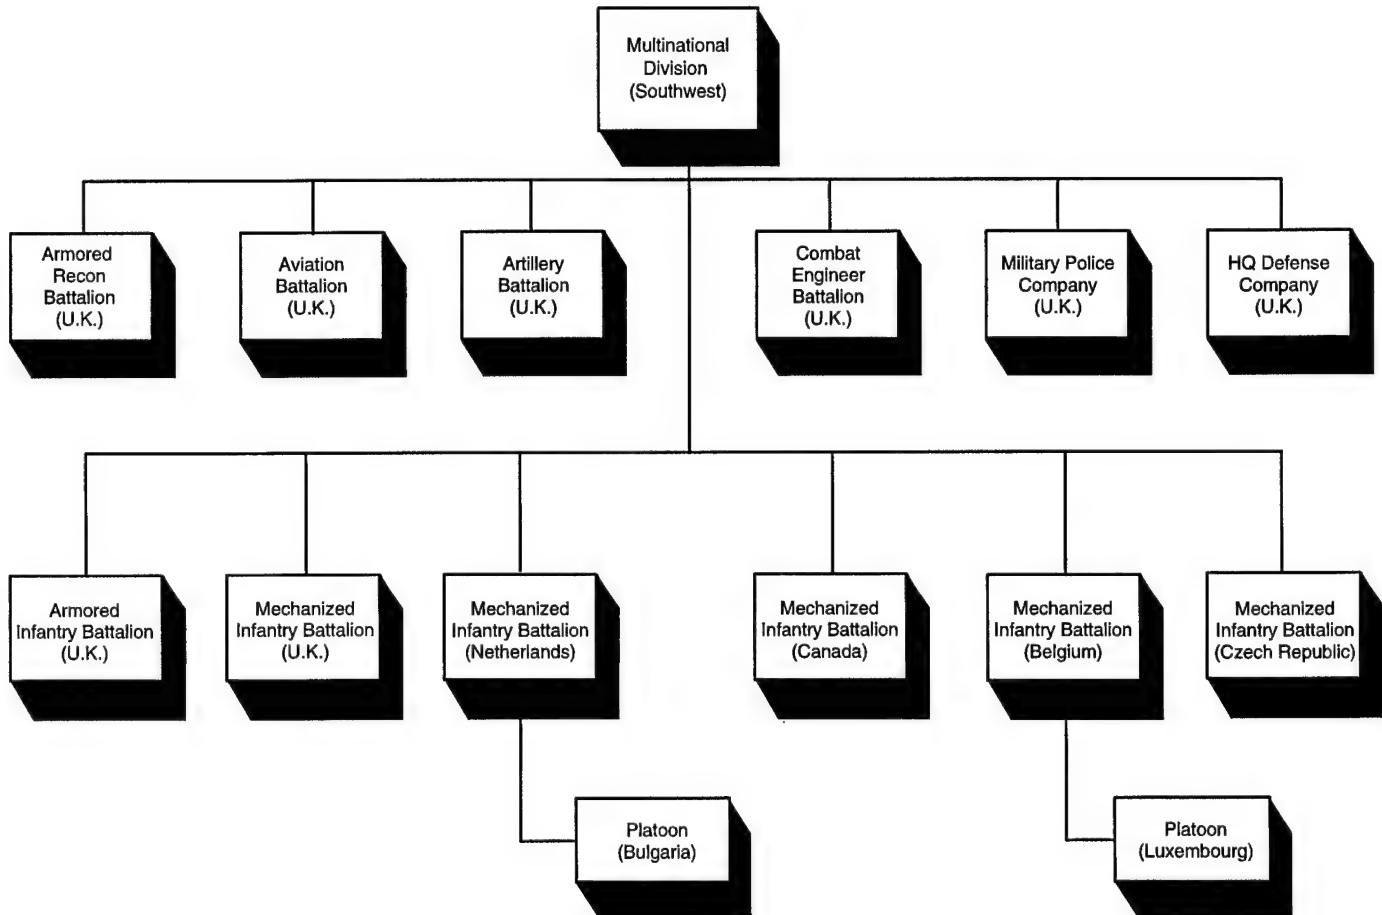 Multinational
Division
(Southwest)
Armored
Recon
Battalion
(U.K.)
Aviation
Battalion
(U.K.)
Artillery
Battalion
(U.K.)
Combat
Engineer
Battalion
(U.K.)
Military Police
Company
(U.K.)
HQ Defense
Company
(U.K.)
Armored
Infantry Battalion
(U.K.)
Mechanized
Infantry Battalion
(U.K.)
Mechanized
Infantry Battalion
(Netherlands)
Mechanized
Infantry Battalion
(Canada)
Mechanized
Infantry Battalion
(Belgium)
Mechanized
Infantry Battalion
(Czech Republic)
Platoon
(Bulgaria)
Platoon
(Luxembourg)